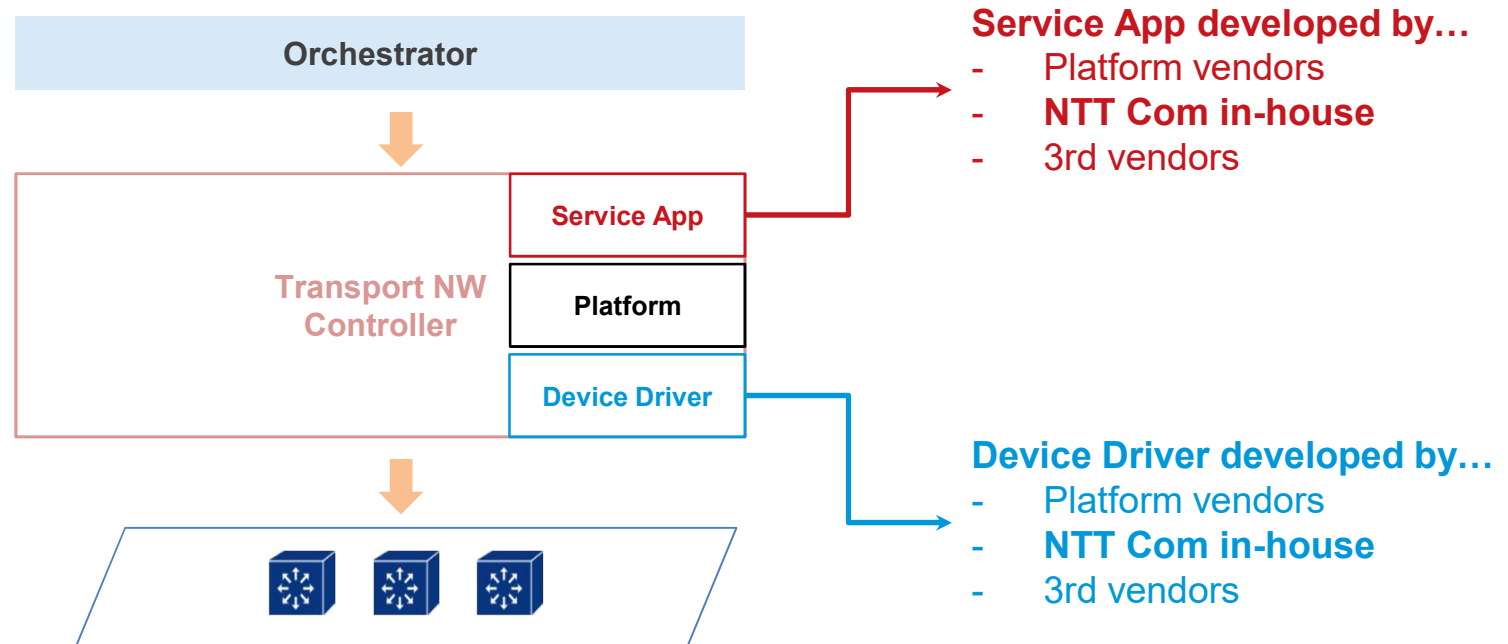 Orchestrator
Service App
Transport NW
Controller
Platform
Device Driver
Service App developed by…
- Platform vendors
- NTT Com in-house
- 3rd vendors
Device Driver developed by…
- Platform vendors
- NTT Com in-house
- 3rd vendors